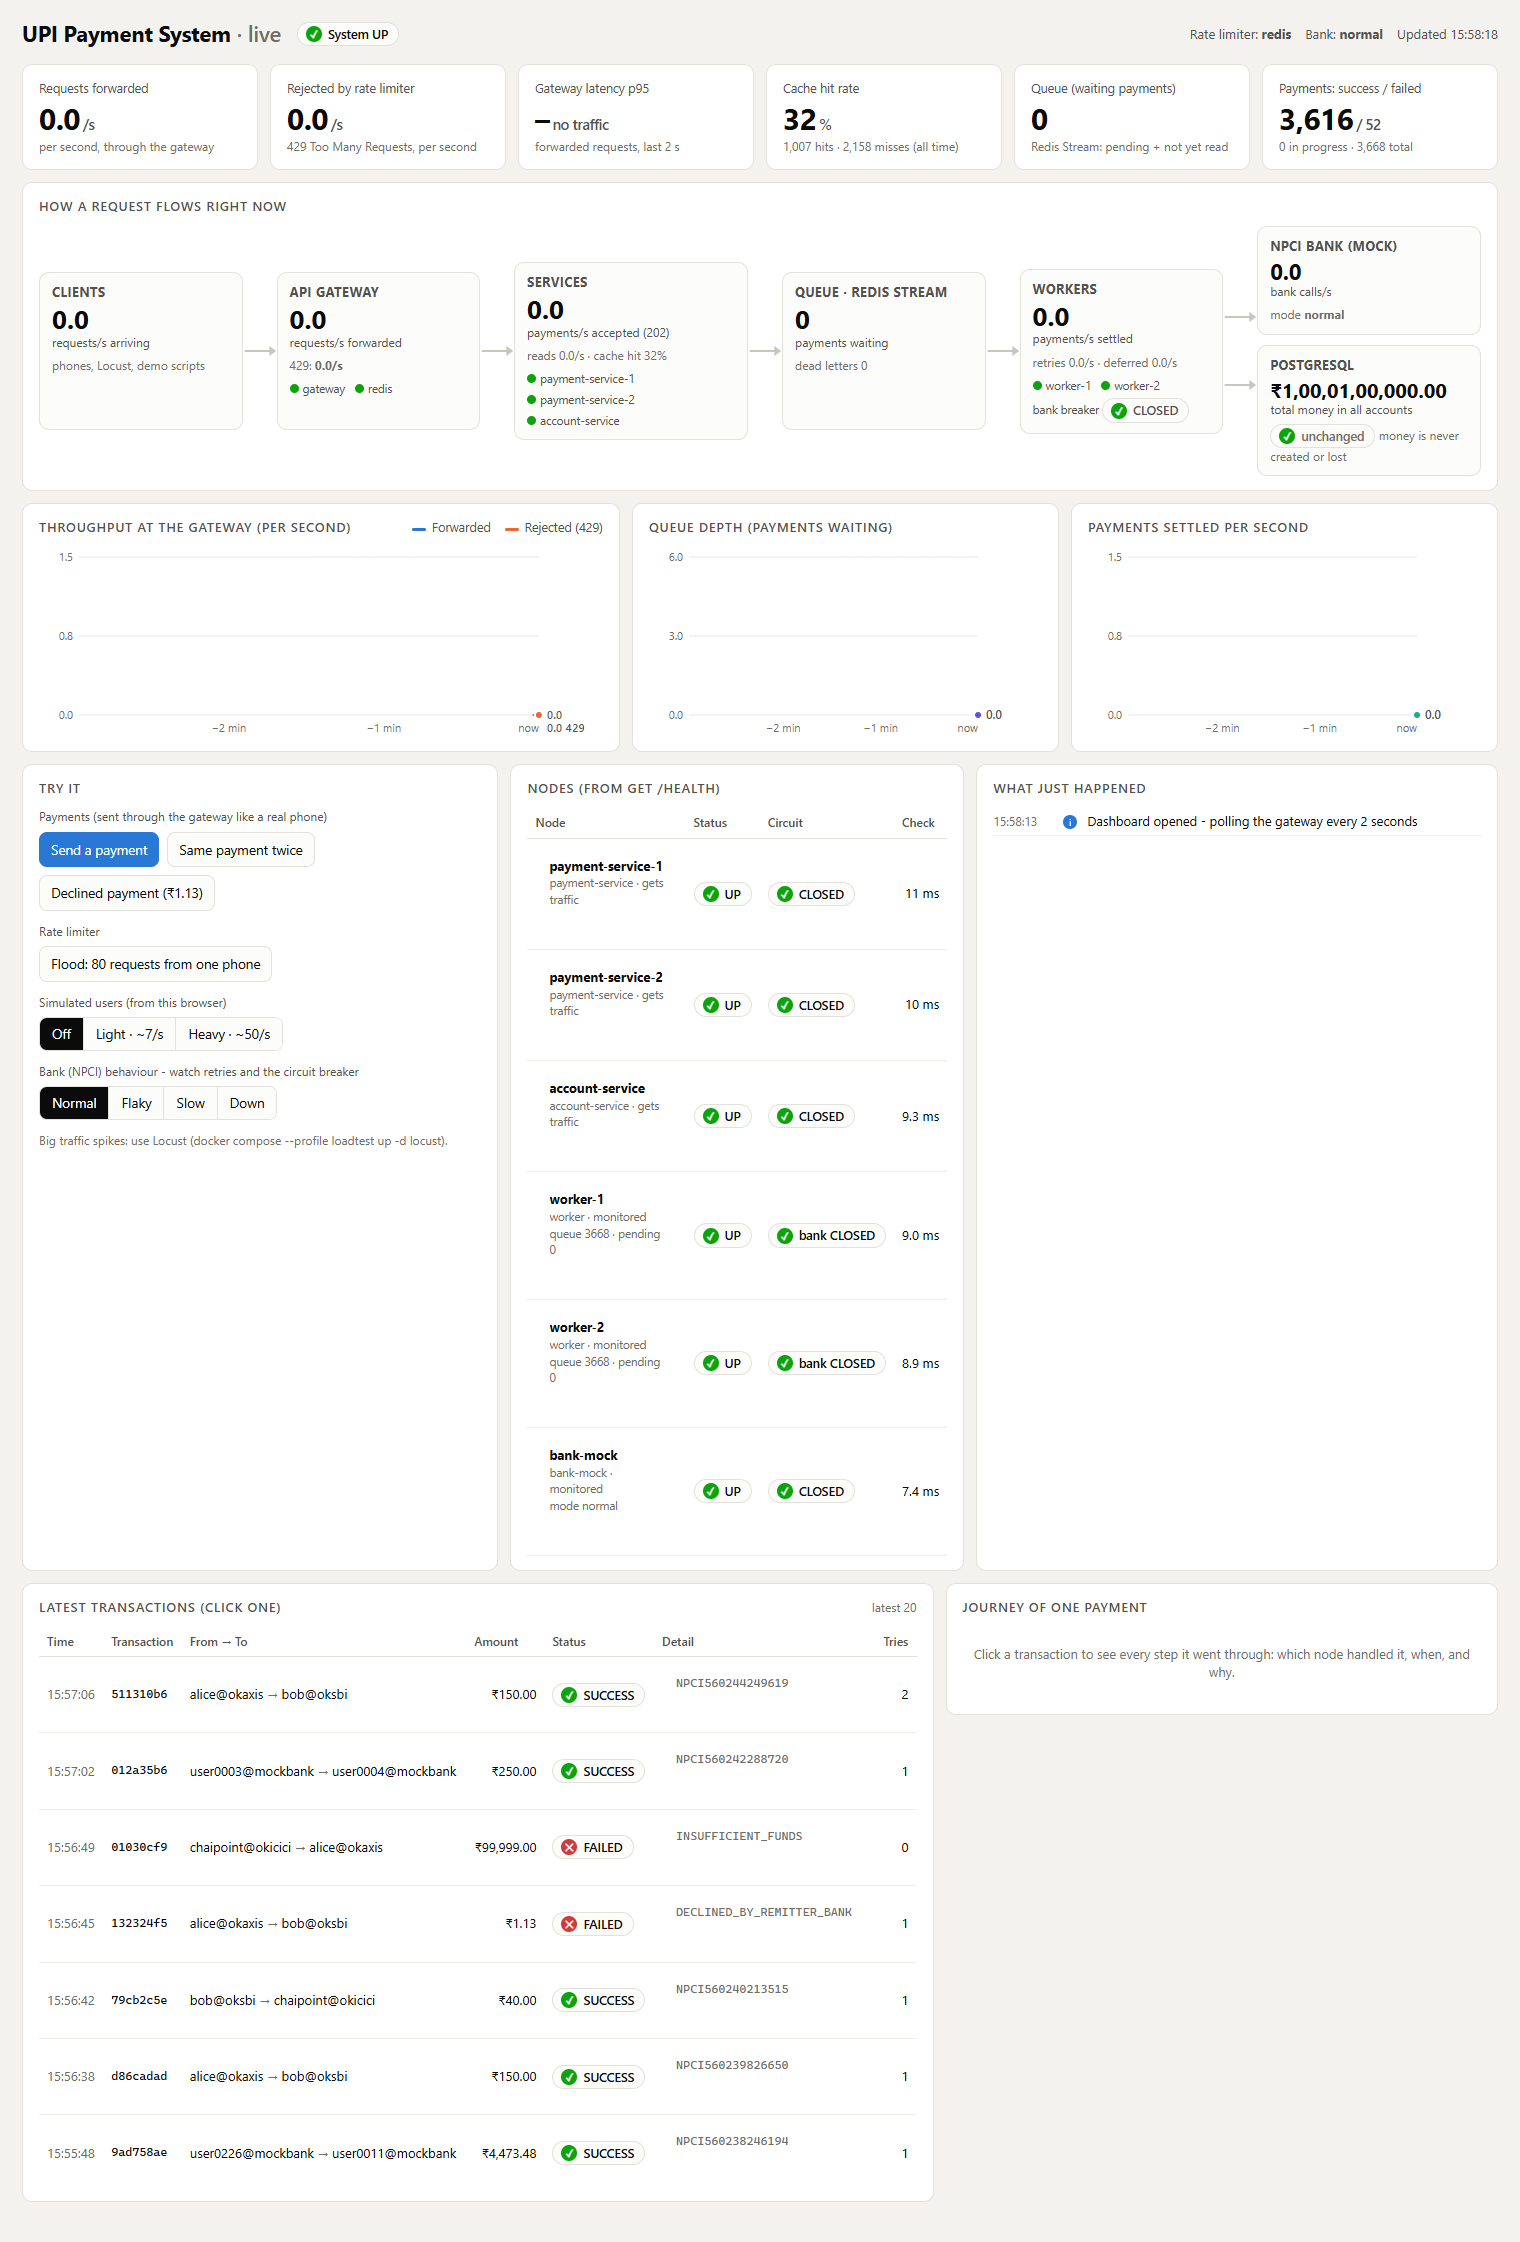 UPI Payment System · live
System UP
Rate limiter: redis Bank: normal Updated 15:58:18
Requests forwarded
0.0 /s
per second, through the gateway
Rejected by rate limiter
0.0 /s
429 Too Many Requests, per second
Gateway latency p95
– no traffic
forwarded requests, last 2 s
Cache hit rate
32 %
1,007 hits · 2,158 misses (all time)
Queue (waiting payments)
0
Redis Stream: pending + not yet read
Payments: success / failed
3,616 / 52
0 in progress · 3,668 total
HOW A REQUEST FLOWS RIGHT NOW
CLIENTS
0.0
requests/s arriving
phones, Locust, demo scripts
API GATEWAY
0.0
requests/s forwarded
429: 0.0/s
gateway redis
SERVICES
0.0
payments/s accepted (202)
reads 0.0/s · cache hit 32%
payment-service-1
payment-service-2
account-service
QUEUE · REDIS STREAM
0
payments waiting
dead letters 0
WORKERS
0.0
payments/s settled
retries 0.0/s · deferred 0.0/s
worker-1 worker-2
bank breaker CLOSED
NPCI BANK (MOCK)
0.0
bank calls/s
mode normal
POSTGRESQL
₹1,00,01,00,000.00
total money in all accounts
unchanged money is never
created or lost
THROUGHPUT AT THE GATEWAY (PER SECOND)
Forwarded Rejected (429)
1.5
0.8
0.0
0.0
−2 min −1 min now 0.0 429
QUEUE DEPTH (PAYMENTS WAITING)
6.0
3.0
0.0
0.0
−2 min −1 min now
PAYMENTS SETTLED PER SECOND
1.5
0.8
0.0
0.0
−2 min −1 min now
TRY IT
Payments (sent through the gateway like a real phone)
Send a payment Same payment twice
Declined payment (₹1.13)
Rate limiter
Flood: 80 requests from one phone
Simulated users (from this browser)
Off Light · ~7/s Heavy · ~50/s
Bank (NPCI) behaviour - watch retries and the circuit breaker
Normal Flaky Slow Down
Big traffic spikes: use Locust (docker compose --profile loadtest up -d locust).
NODES (FROM GET /HEALTH)
Node Status Circuit Check
payment-service-1
payment-service · gets
traffic
UP CLOSED 11 ms
payment-service-2
payment-service · gets
traffic
UP CLOSED 10 ms
account-service
account-service · gets
traffic
UP CLOSED 9.3 ms
worker-1
worker · monitored
queue 3668 · pending
0
UP bank CLOSED 9.0 ms
worker-2
worker · monitored
queue 3668 · pending
0
UP bank CLOSED 8.9 ms
bank-mock
bank-mock ·
monitored
mode normal
UP CLOSED 7.4 ms
WHAT JUST HAPPENED
15:58:13 Dashboard opened - polling the gateway every 2 seconds
LATEST TRANSACTIONS (CLICK ONE)
latest 20
Time Transaction From → To Amount Status Detail Tries
15:57:06 511310b6 alice@okaxis → bob@oksbi ₹150.00 SUCCESS NPCI560244249619 2
15:57:02 012a35b6 user0003@mockbank → user0004@mockbank ₹250.00 SUCCESS NPCI560242288720 1
15:56:49 01030cf9 chaipoint@okicici → alice@okaxis ₹99,999.00 FAILED INSUFFICIENT_FUNDS 0
15:56:45 132324f5 alice@okaxis → bob@oksbi ₹1.13 FAILED DECLINED_BY_REMITTER_BANK 1
15:56:42 79cb2c5e bob@oksbi → chaipoint@okicici ₹40.00 SUCCESS NPCI560240213515 1
15:56:38 d86cadad alice@okaxis → bob@oksbi ₹150.00 SUCCESS NPCI560239826650 1
15:55:48 9ad758ae user0226@mockbank → user0011@mockbank ₹4,473.48 SUCCESS NPCI560238246194 1
JOURNEY OF ONE PAYMENT
Click a transaction to see every step it went through: which node handled it, when, and
why.